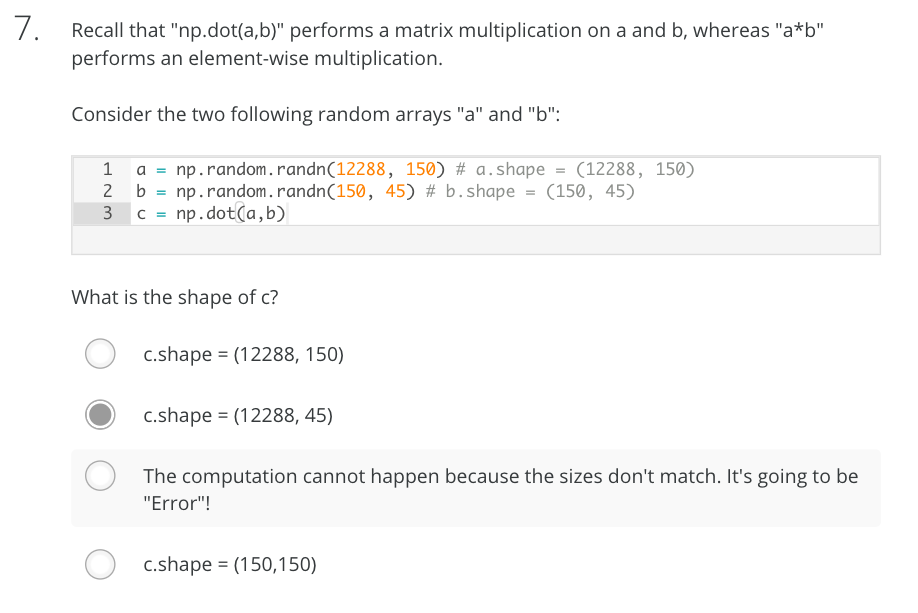 7. Recall that "np.dot(a,b)" performs a matrix multiplication on a and b, whereas "a*b"
performs an element-wise multiplication.
Consider the two following random arrays "a" and "b":
1 a = np.random.randn(12288, 150) # a.shape = (12288, 150)
2 b = np.random.randn(150, 45) # b.shape = (150, 45)
3 c = np.dot(a,b)
What is the shape of c?
c.shape = (12288, 150)
c.shape = (12288, 45)
The computation cannot happen because the sizes don't match. It's going to be
"Error"!
c.shape = (150,150)